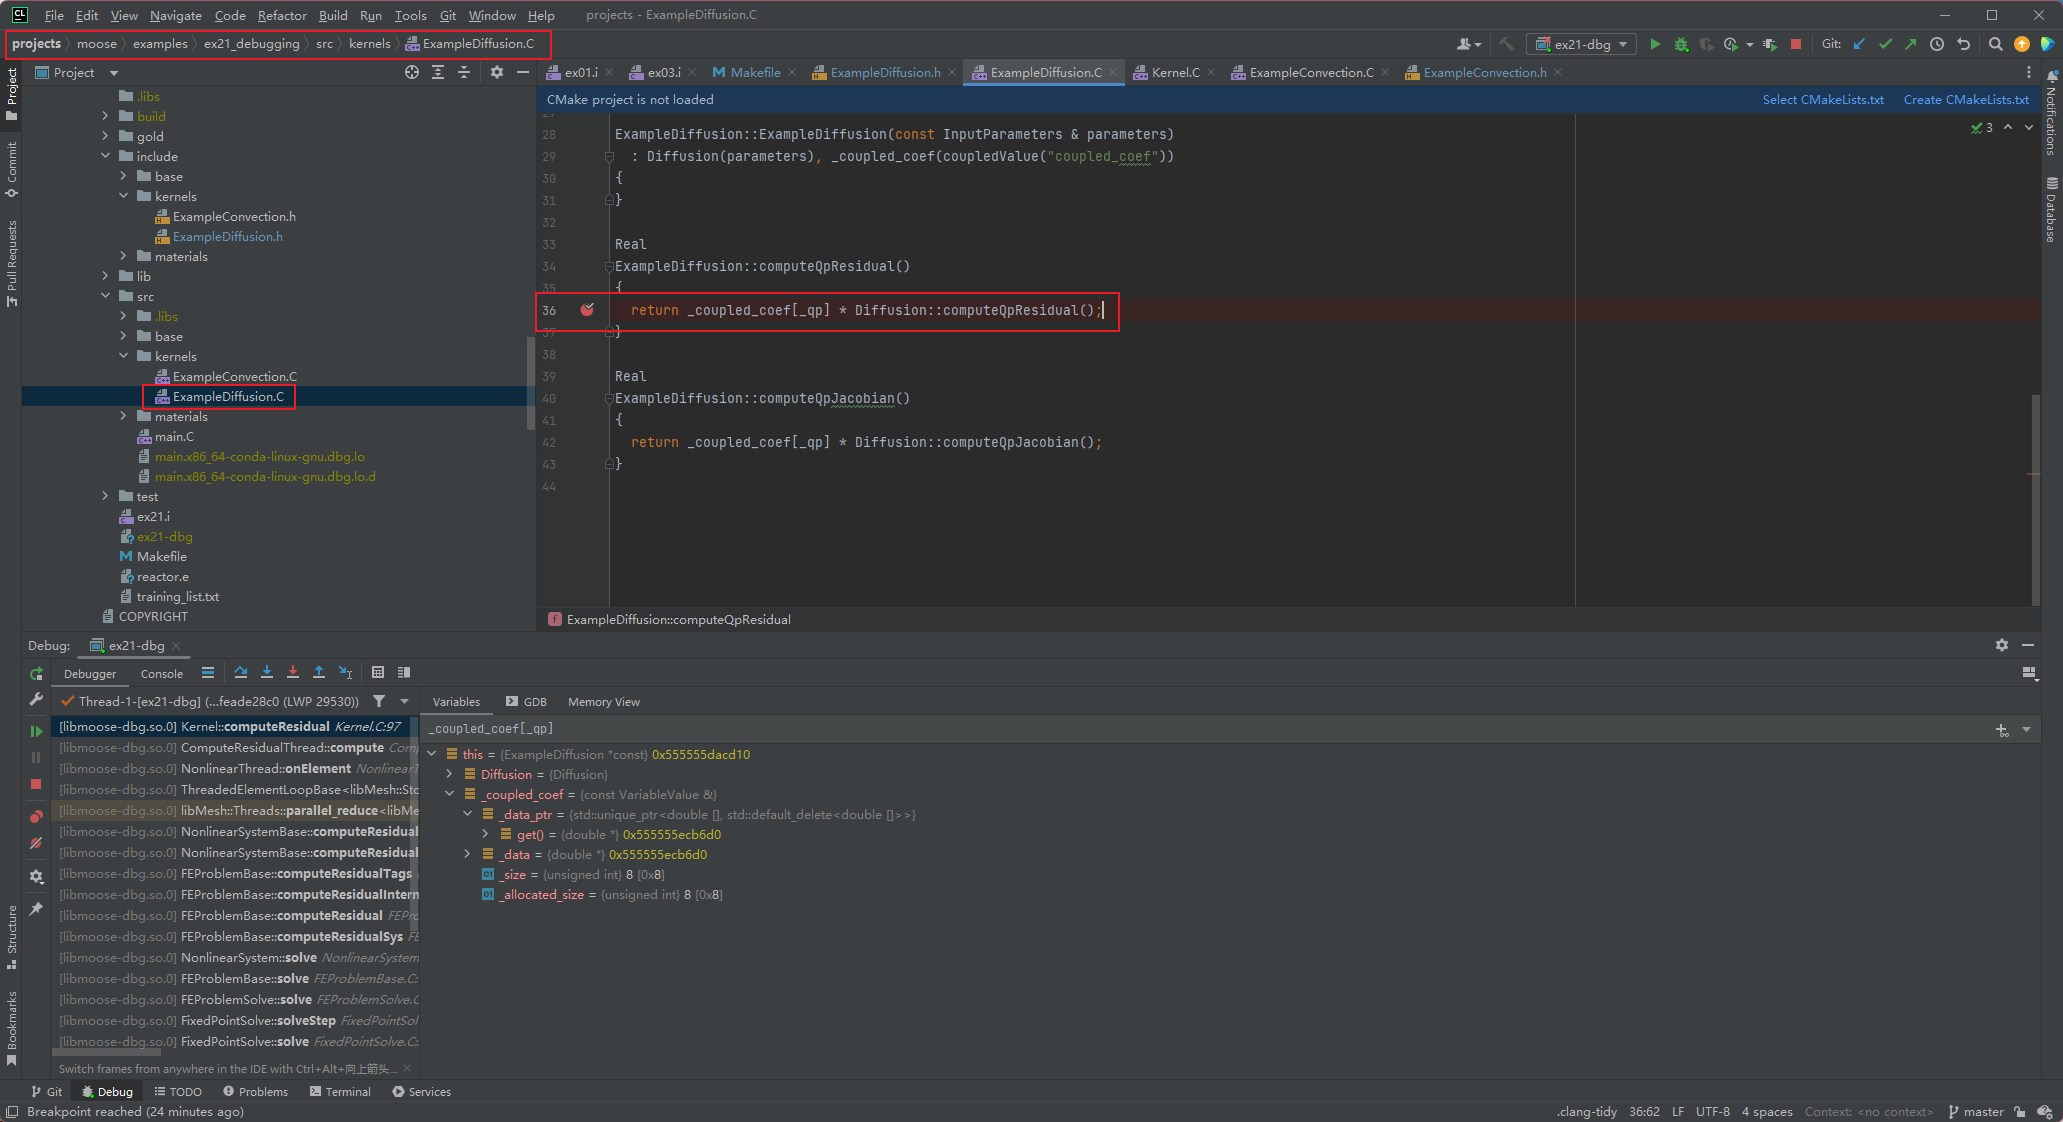 CL File Edit View Navigate Code Refactor Build Run Tools Git Window Help projects - ExampleDiffusion.C
projects moose examples ex21_debugging src kernels ExampleDiffusion.C
ex21-dbg Git:
Project
ex01.i ex03.i Makefile ExampleDiffusion.h ExampleDiffusion.C Kernel.C ExampleConvection.C ExampleConvection.h
CMake project is not loaded Select CMakeLists.txt Create CMakeLists.txt
Project
Commit
Pull Requests
Structure
Bookmarks
Notifications
Database
.libs
build
gold
include
base
kernels
ExampleConvection.h
ExampleDiffusion.h
materials
lib
src
.libs
base
kernels
ExampleConvection.C
ExampleDiffusion.C
materials
main.C
main.x86_64-conda-linux-gnu.dbg.lo
main.x86_64-conda-linux-gnu.dbg.lo.d
test
ex21.i
ex21-dbg
Makefile
reactor.e
training_list.txt
COPYRIGHT
3
27
28 ExampleDiffusion::ExampleDiffusion(const InputParameters & parameters)
29 : Diffusion(parameters), _coupled_coef(coupledValue("coupled_coef"))
30 {
31 }
32
33 Real
34 ExampleDiffusion::computeQpResidual()
35 {
36 return _coupled_coef[_qp] * Diffusion::computeQpResidual();
37 }
38
39 Real
40 ExampleDiffusion::computeQpJacobian()
41 {
42 return _coupled_coef[_qp] * Diffusion::computeQpJacobian();
43 }
44
f ExampleDiffusion::computeQpResidual
Debug: ex21-dbg
Debugger Console
Thread-1-[ex21-dbg] (...feade28c0 (LWP 29530))
[libmoose-dbg.so.0] Kernel::computeResidual Kernel.C:97
[libmoose-dbg.so.0] ComputeResidualThread::compute Comp
[libmoose-dbg.so.0] NonlinearThread::onElement NonlinearT
[libmoose-dbg.so.0] ThreadedElementLoopBase<libMesh::Sto
[libmoose-dbg.so.0] libMesh::Threads::parallel_reduce<libMe
[libmoose-dbg.so.0] NonlinearSystemBase::computeResidual
[libmoose-dbg.so.0] NonlinearSystemBase::computeResidual
[libmoose-dbg.so.0] FEProblemBase::computeResidualTags
[libmoose-dbg.so.0] FEProblemBase::computeResidualIntern
[libmoose-dbg.so.0] FEProblemBase::computeResidual FEPro
[libmoose-dbg.so.0] FEProblemBase::computeResidualSys FE
[libmoose-dbg.so.0] NonlinearSystem::solve NonlinearSystem
[libmoose-dbg.so.0] FEProblemBase::solve FEProblemBase.C:
[libmoose-dbg.so.0] FEProblemSolve::solve FEProblemSolve.C
[libmoose-dbg.so.0] FixedPointSolve::solveStep FixedPointSol
[libmoose-dbg.so.0] FixedPointSolve::solve FixedPointSolve.C:
Switch frames from anywhere in the IDE with Ctrl+Alt+向上箭头...
Variables GDB Memory View
_coupled_coef[_qp]
this = {ExampleDiffusion *const} 0x555555dacd10
Diffusion = {Diffusion}
_coupled_coef = {const VariableValue &}
_data_ptr = {std::unique_ptr<double [], std::default_delete<double []>>}
get() = {double *} 0x555555ecb6d0
_data = {double *} 0x555555ecb6d0
_size = {unsigned int} 8 [0x8]
_allocated_size = {unsigned int} 8 [0x8]
Git Debug TODO Problems Terminal Services
Breakpoint reached (24 minutes ago) .clang-tidy 36:62 LF UTF-8 4 spaces Context: <no context> master